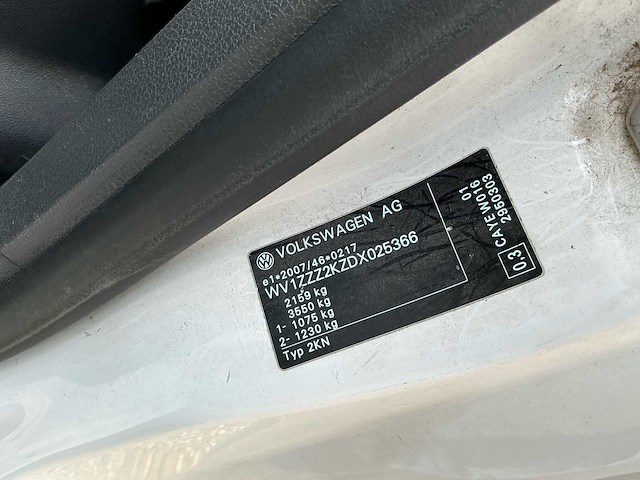 VOLKSWAGEN AG
e1*2007/46*0217
WV1ZZZ2KZDX025366
2159 kg
3550 kg
1- 1075 kg
2- 1230 kg
Typ 2KN
01
CAYE W016
2950303
0,3